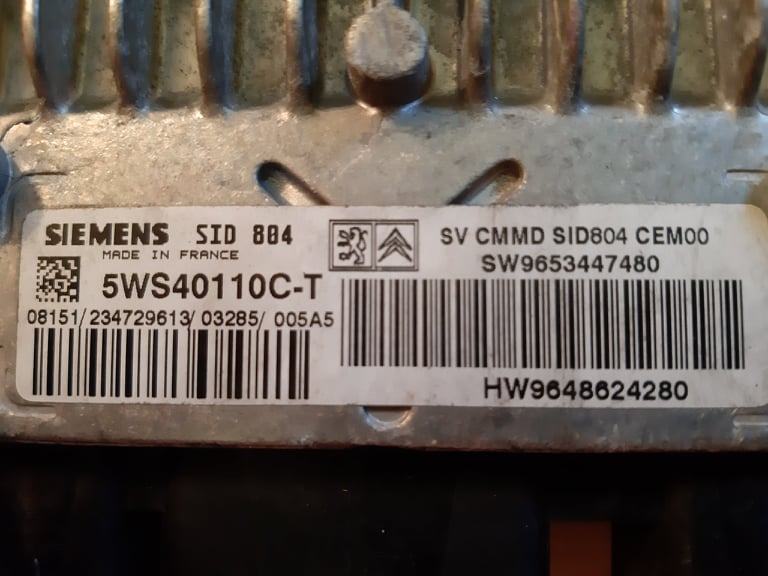 SIEMENS SID 804
MADE IN FRANCE
5WS40110C-T
08151/234729613/03285/ 005A5
SV CMMD SID804 CEM00
SW9653447480
HW9648624280